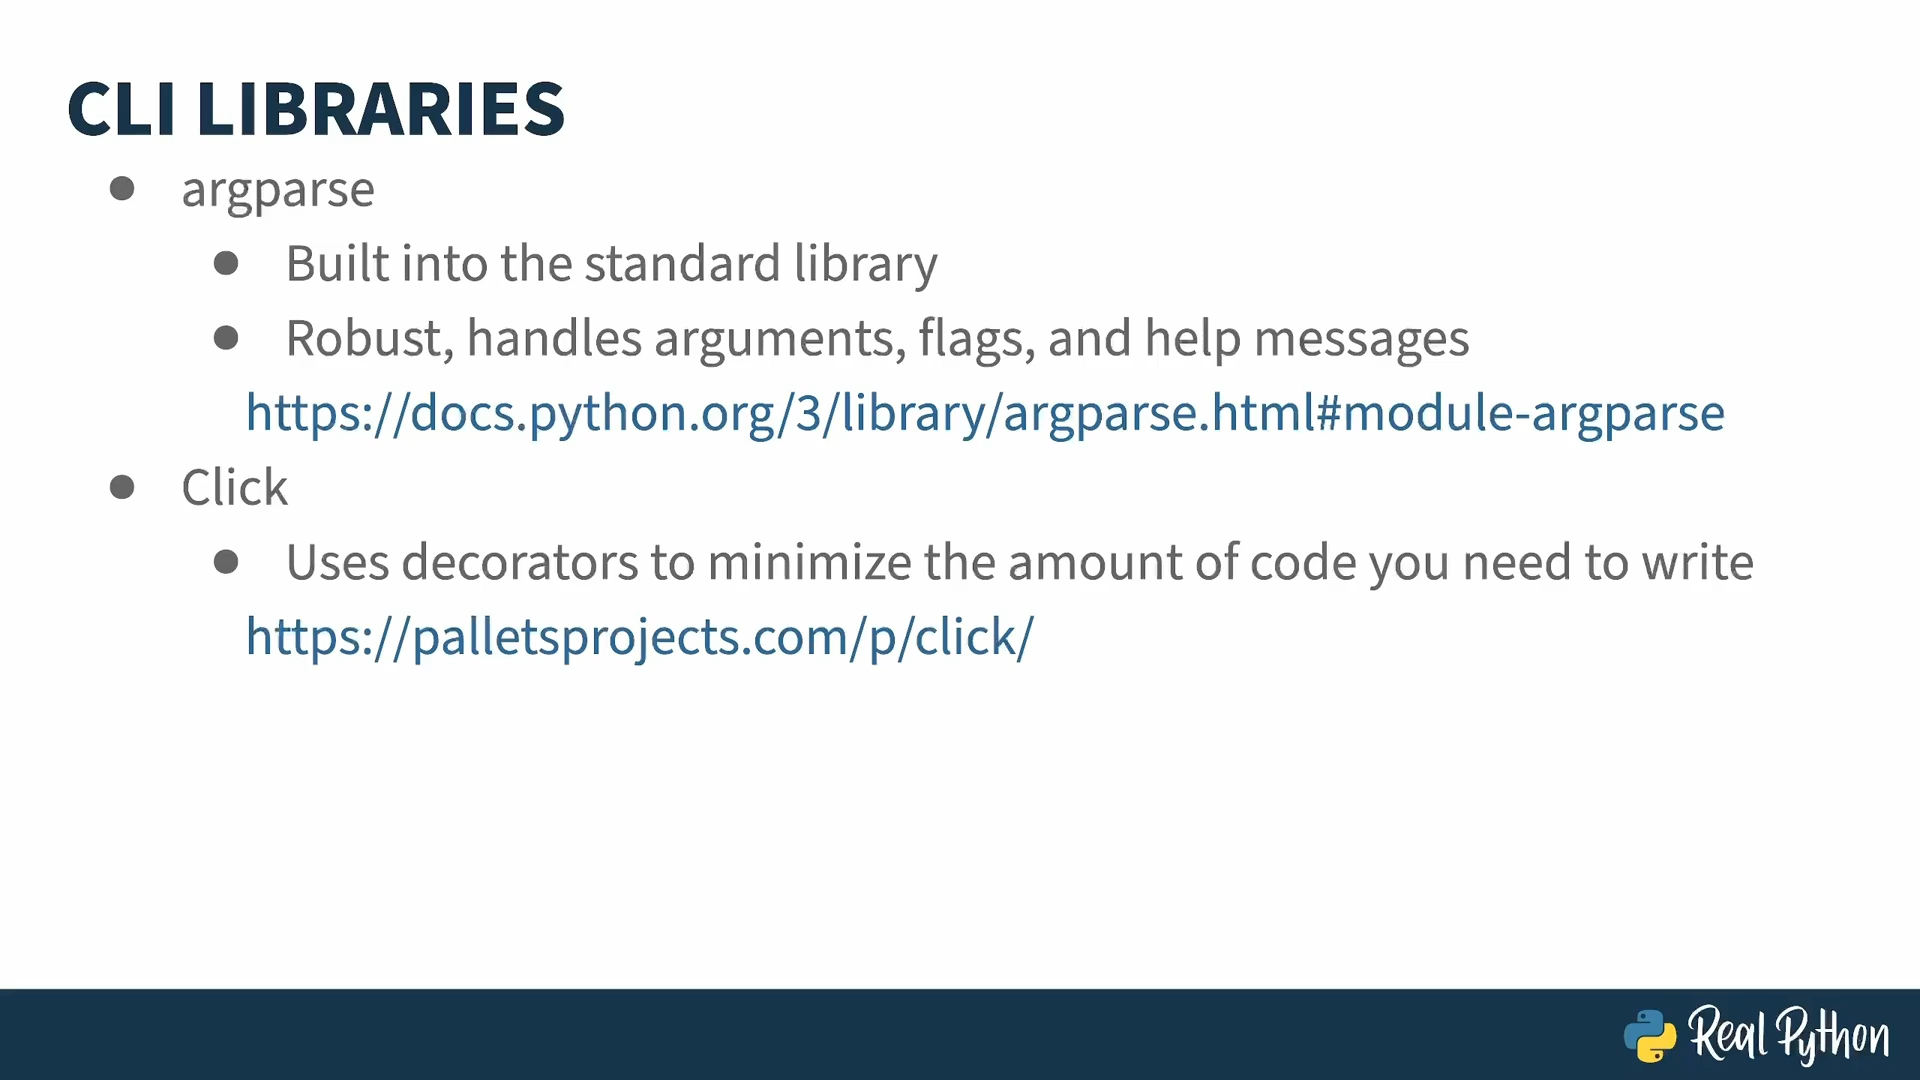 CLI LIBRARIES
● argparse
● Built into the standard library
● Robust, handles arguments, flags, and help messages
https://docs.python.org/3/library/argparse.html#module-argparse
● Click
● Uses decorators to minimize the amount of code you need to write
https://palletsprojects.com/p/click/
Real Python